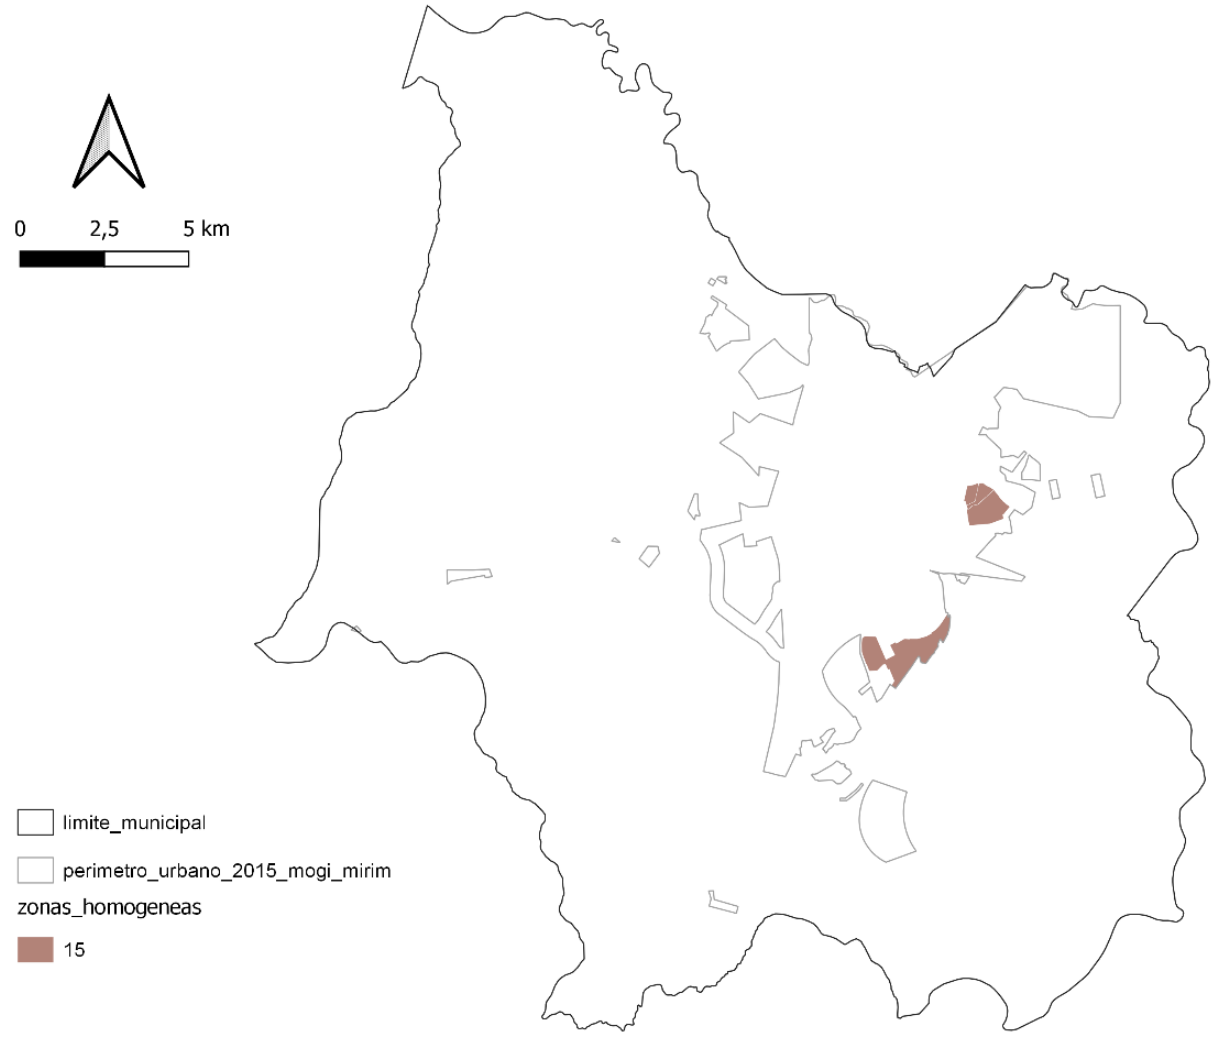 0 2,5 5 km
limite_municipal
perimetro_urbano_2015_mogi_mirim
zonas_homogeneas
15